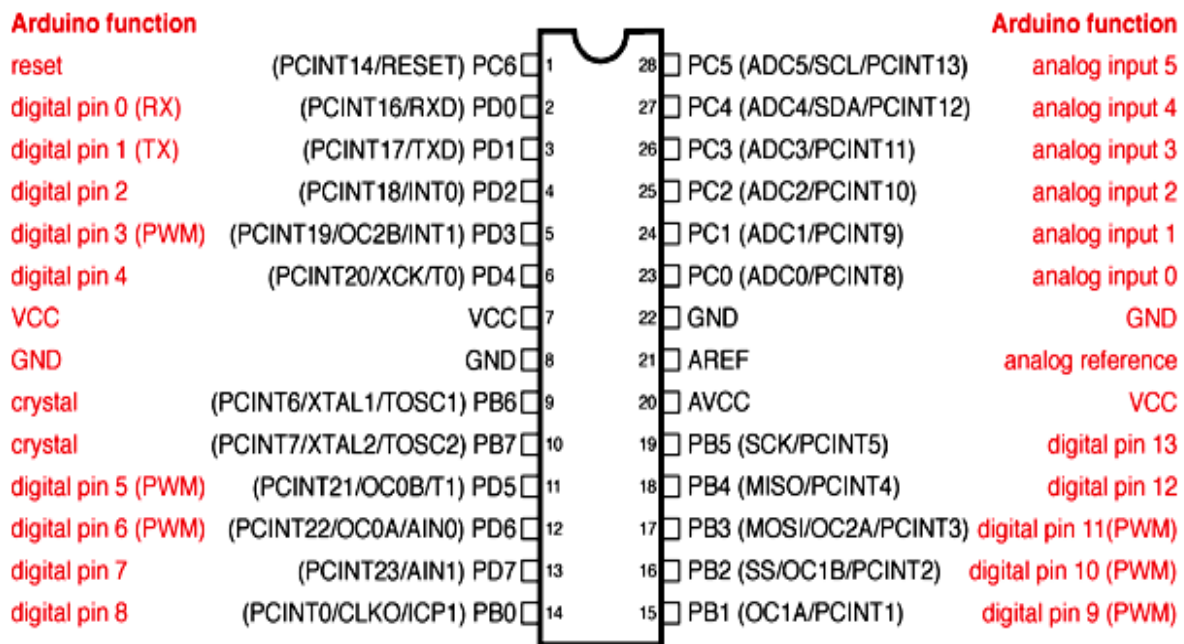 Arduino function Arduino function
reset (PCINT14/RESET) PC6 1 28 PC5 (ADC5/SCL/PCINT13) analog input 5
digital pin 0 (RX) (PCINT16/RXD) PD0 2 27 PC4 (ADC4/SDA/PCINT12) analog input 4
digital pin 1 (TX) (PCINT17/TXD) PD1 3 26 PC3 (ADC3/PCINT11) analog input 3
digital pin 2 (PCINT18/INT0) PD2 4 25 PC2 (ADC2/PCINT10) analog input 2
digital pin 3 (PWM) (PCINT19/OC2B/INT1) PD3 5 24 PC1 (ADC1/PCINT9) analog input 1
digital pin 4 (PCINT20/XCK/T0) PD4 6 23 PC0 (ADC0/PCINT8) analog input 0
VCC VCC 7 22 GND GND
GND GND 8 21 AREF analog reference
crystal (PCINT6/XTAL1/TOSC1) PB6 9 20 AVCC VCC
crystal (PCINT7/XTAL2/TOSC2) PB7 10 19 PB5 (SCK/PCINT5) digital pin 13
digital pin 5 (PWM) (PCINT21/OC0B/T1) PD5 11 18 PB4 (MISO/PCINT4) digital pin 12
digital pin 6 (PWM) (PCINT22/OC0A/AIN0) PD6 12 17 PB3 (MOSI/OC2A/PCINT3) digital pin 11(PWM)
digital pin 7 (PCINT23/AIN1) PD7 13 16 PB2 (SS/OC1B/PCINT2) digital pin 10 (PWM)
digital pin 8 (PCINT0/CLKO/ICP1) PB0 14 15 PB1 (OC1A/PCINT1) digital pin 9 (PWM)